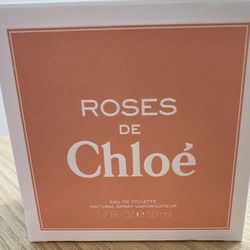 ROSES
DE
Chloé
EAU DE TOILETTE
NATURAL SPRAY VAPORISATEUR
1.7 FL.OZ ℮ 50 ml